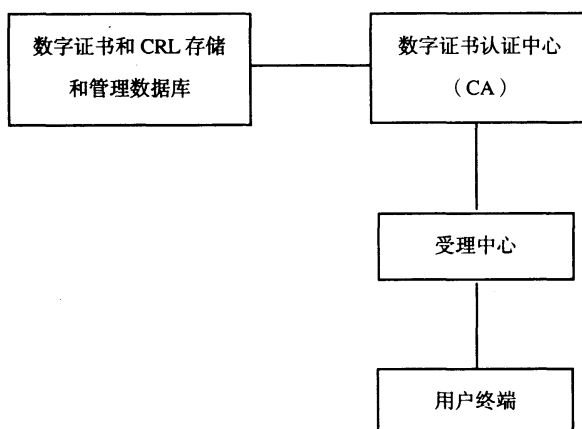 数字证书和 CRL 存储
和管理数据库
数字证书认证中心
（CA）
受理中心
用户终端